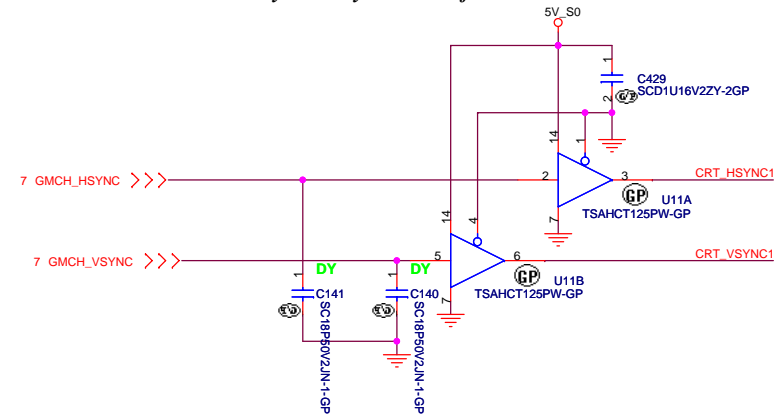 5V_S0
1
C429
SCD1U16V2ZY-2GP
2
G/P
14
1
7 GMCH_HSYNC
2
3
CRT_HSYNC1
GP
U11A
TSAHCT125PW-GP
7
14
4
7 GMCH_VSYNC
5
6
CRT_VSYNC1
DY
DY
GP
U11B
TSAHCT125PW-GP
7
1
C141
SC18P50V2JN-1-GP
1
C140
SC18P50V2JN-1-GP